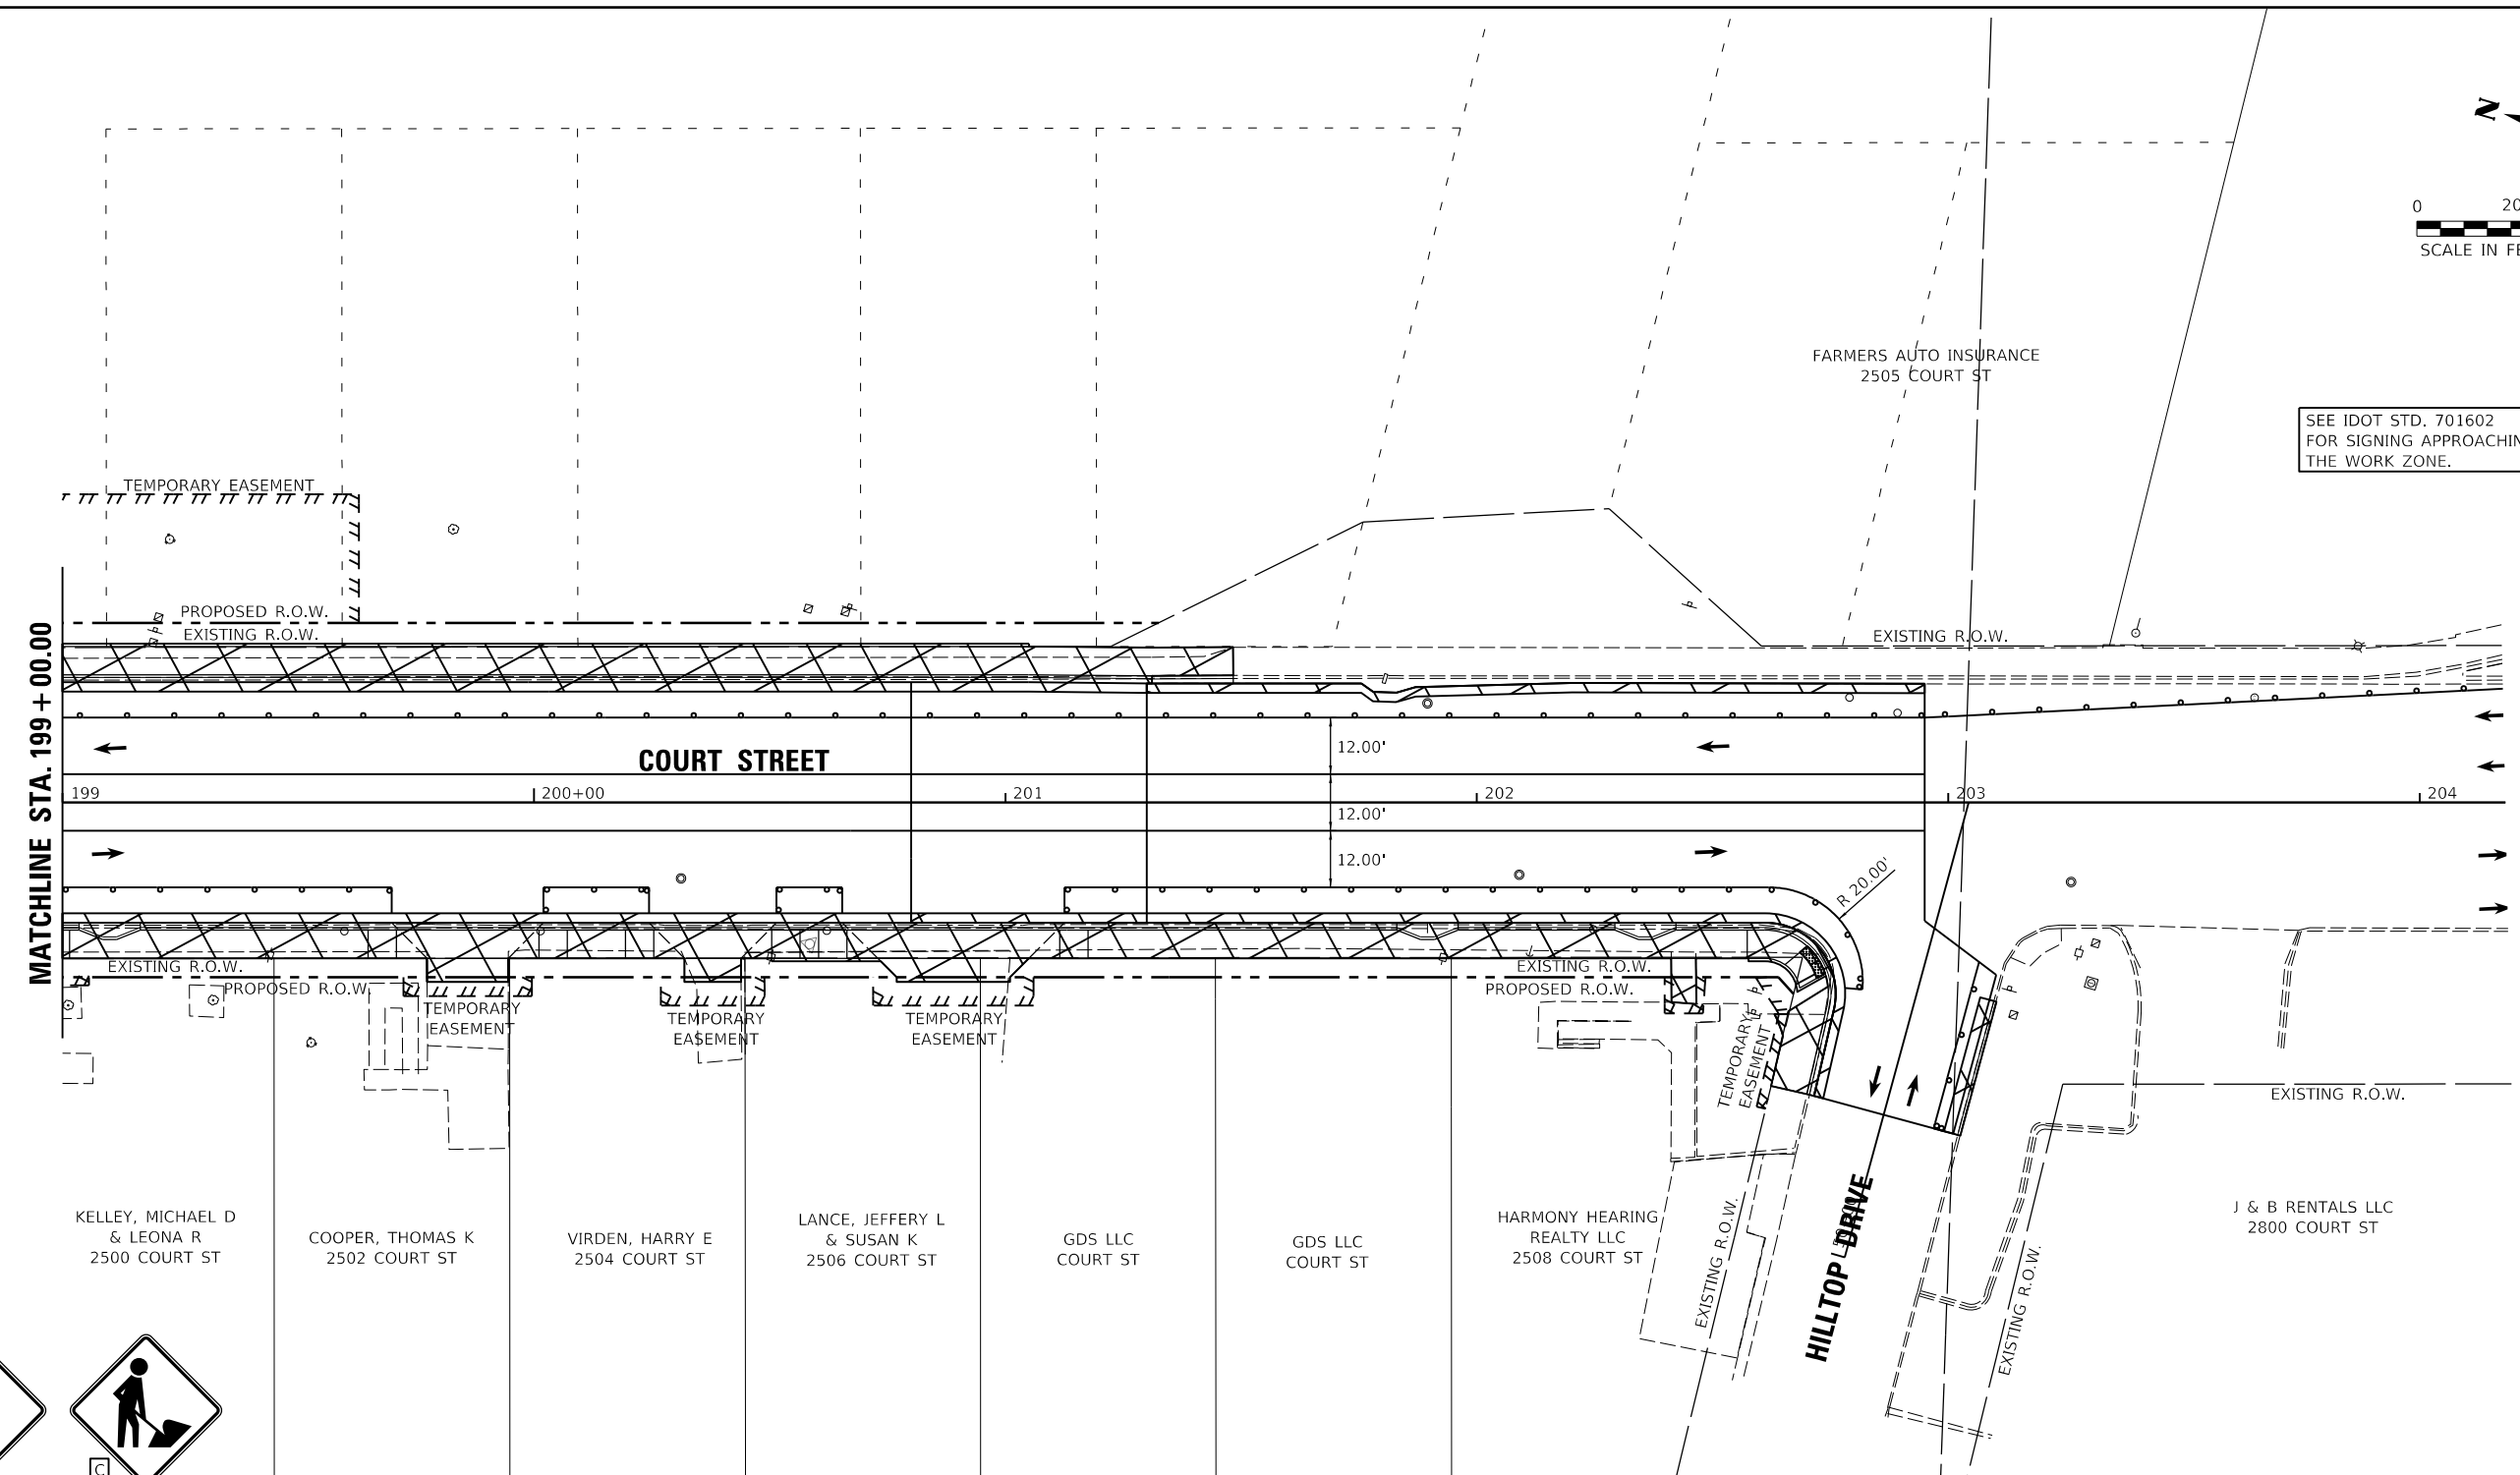 N
0 20
SCALE IN FE
FARMERS AUTO INSURANCE
2505 COURT ST
SEE IDOT STD. 701602
FOR SIGNING APPROACHIN
THE WORK ZONE.
TEMPORARY EASEMENT
PROPOSED R.O.W.
EXISTING R.O.W.
EXISTING R.O.W.
MATCHLINE STA. 199+00.00
COURT STREET
12.00'
12.00'
12.00'
199
200+00
201
202
203
204
R 20.00'
EXISTING R.O.W.
PROPOSED R.O.W.
EXISTING R.O.W.
PROPOSED R.O.W.
TEMPORARY
EASEMENT
TEMPORARY
EASEMENT
TEMPORARY
EASEMENT
TEMPORARY
EASEMENT
EXISTING R.O.W.
KELLEY, MICHAEL D
& LEONA R
2500 COURT ST
COOPER, THOMAS K
2502 COURT ST
VIRDEN, HARRY E
2504 COURT ST
LANCE, JEFFERY L
& SUSAN K
2506 COURT ST
GDS LLC
COURT ST
GDS LLC
COURT ST
HARMONY HEARING
REALTY LLC
2508 COURT ST
EXISTING R.O.W.
HILLTOP DRIVE
EXISTING R.O.W.
J & B RENTALS LLC
2800 COURT ST
C